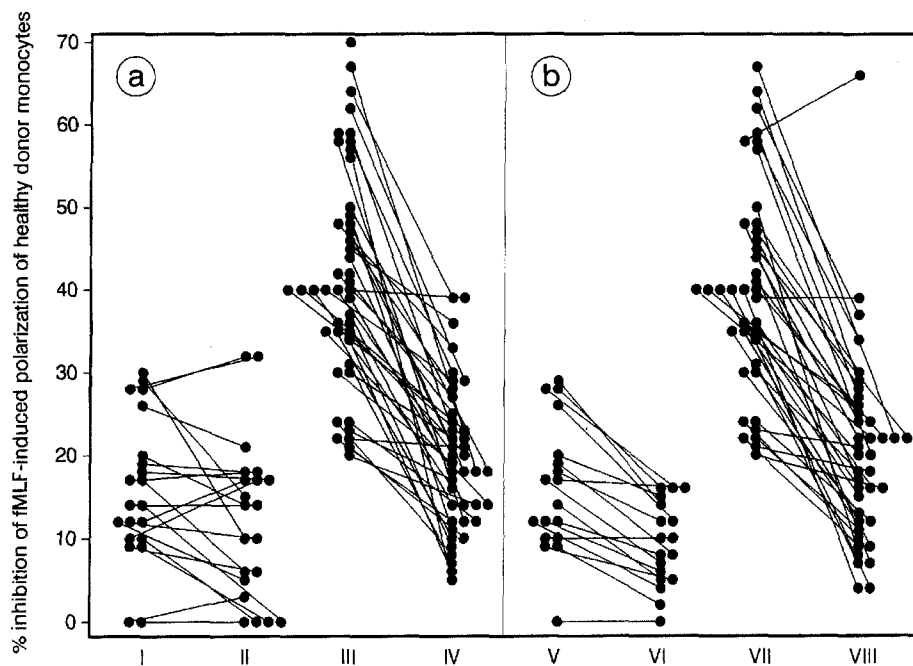 % inhibition of fMLF-induced polarization of healthy donor monocytes
70
60
50
40
30
20
10
0
a
b
I II III IV V VI VII VIII